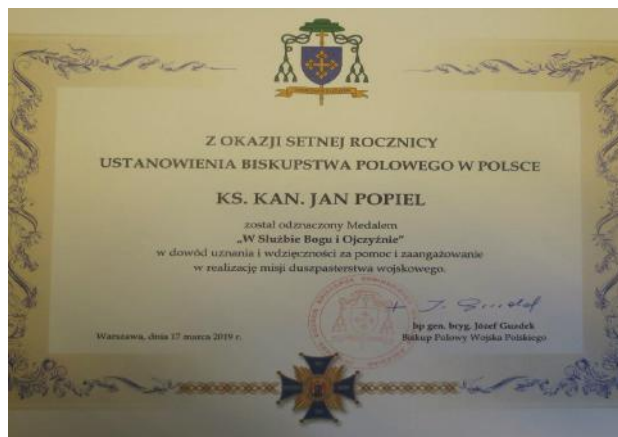 Z OKAZJI SETNEJ ROCZNICY
USTANOWIENIA BISKUPSTWA POLOWEGO W POLSCE
KS. KAN. JAN POPIEL
został odznaczony Medalem
„W Służbie Bogu i Ojczyźnie”
w dowód uznania i wdzięczności za pomoc i zaangażowanie
w realizację misji duszpasterstwa wojskowego.
+ J. Guzdek
bp gen. bryg. Józef Guzdek
Biskup Polowy Wojska Polskiego
Warszawa, dnia 17 marca 2019 r.